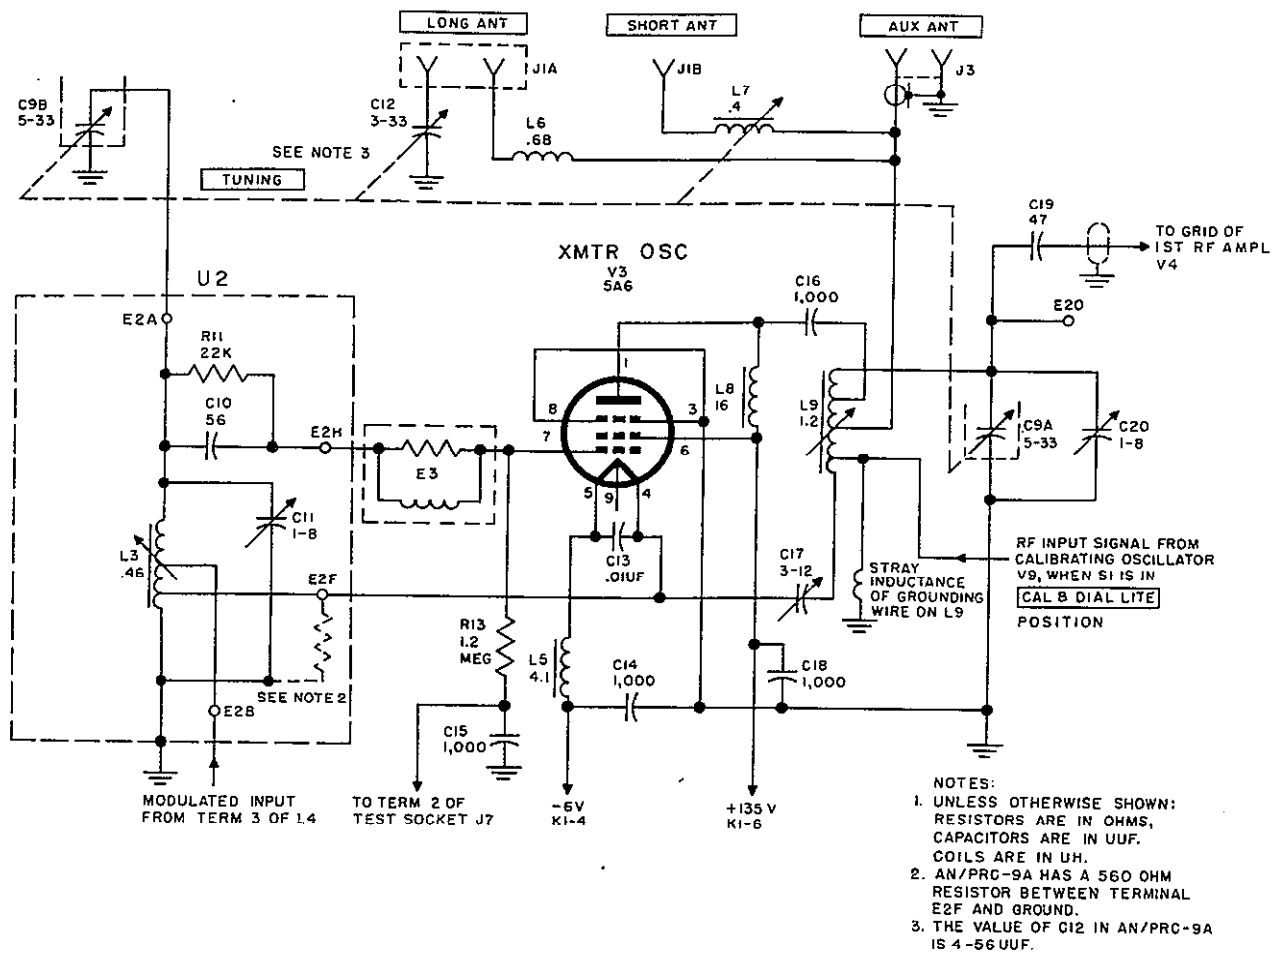 LONG ANT
SHORT ANT
AUX ANT
J1A
J1B
J3
C9B
5-33
C12
3-33
L6
.68
L7
.4
SEE NOTE 3
TUNING
C19
47
TO GRID OF
1ST RF AMPL
V4
XMTR OSC
V3
5A6
U2
C16
1,000
E20
E2A
R11
22K
C10
56
E2H
E3
1
8
7
3
6
5
9
4
L8
16
L9
1.2
C9A
5-33
C20
1-8
C11
1-8
L3
.46
E2F
C13
.01UF
C17
3-12
STRAY
INDUCTANCE
OF GROUNDING
WIRE ON L9
RF INPUT SIGNAL FROM
CALIBRATING OSCILLATOR
V9, WHEN S1 IS IN
CAL & DIAL LITE
POSITION
R13
1.2
MEG
L5
4.1
C14
1,000
C18
1,000
SEE NOTE 2
E2B
C15
1,000
MODULATED INPUT
FROM TERM 3 OF L4
TO TERM 2 OF
TEST SOCKET J7
-6V
K1-4
+135V
K1-6
NOTES:
1. UNLESS OTHERWISE SHOWN:
RESISTORS ARE IN OHMS,
CAPACITORS ARE IN UUF.
COILS ARE IN UH.
2. AN/PRC-9A HAS A 560 OHM
RESISTOR BETWEEN TERMINAL
E2F AND GROUND.
3. THE VALUE OF C12 IN AN/PRC-9A
IS 4-56 UUF.